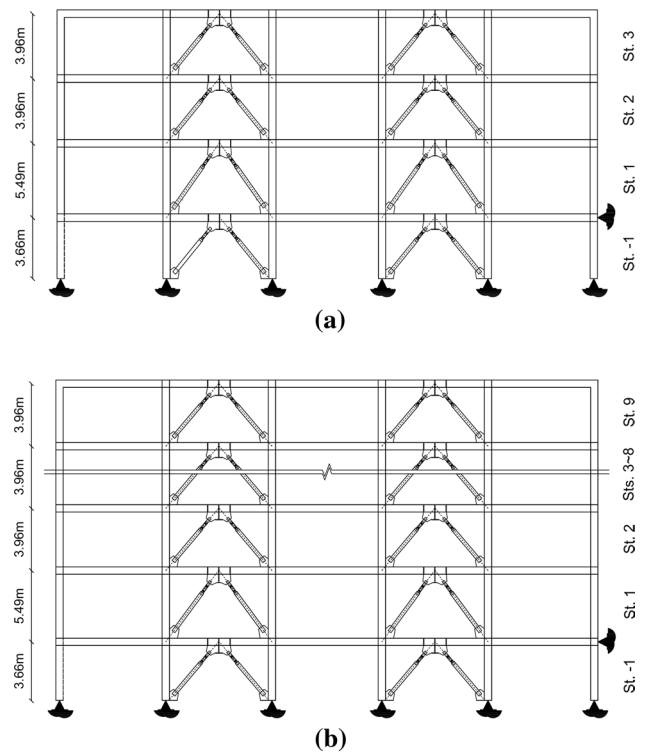 3.96m
St. 3
3.96m
St. 2
5.49m
St. 1
3.66m
St. -1
(a)
3.96m
St. 9
3.96m
Sts. 3~8
3.96m
St. 2
5.49m
St. 1
3.66m
St. -1
(b)